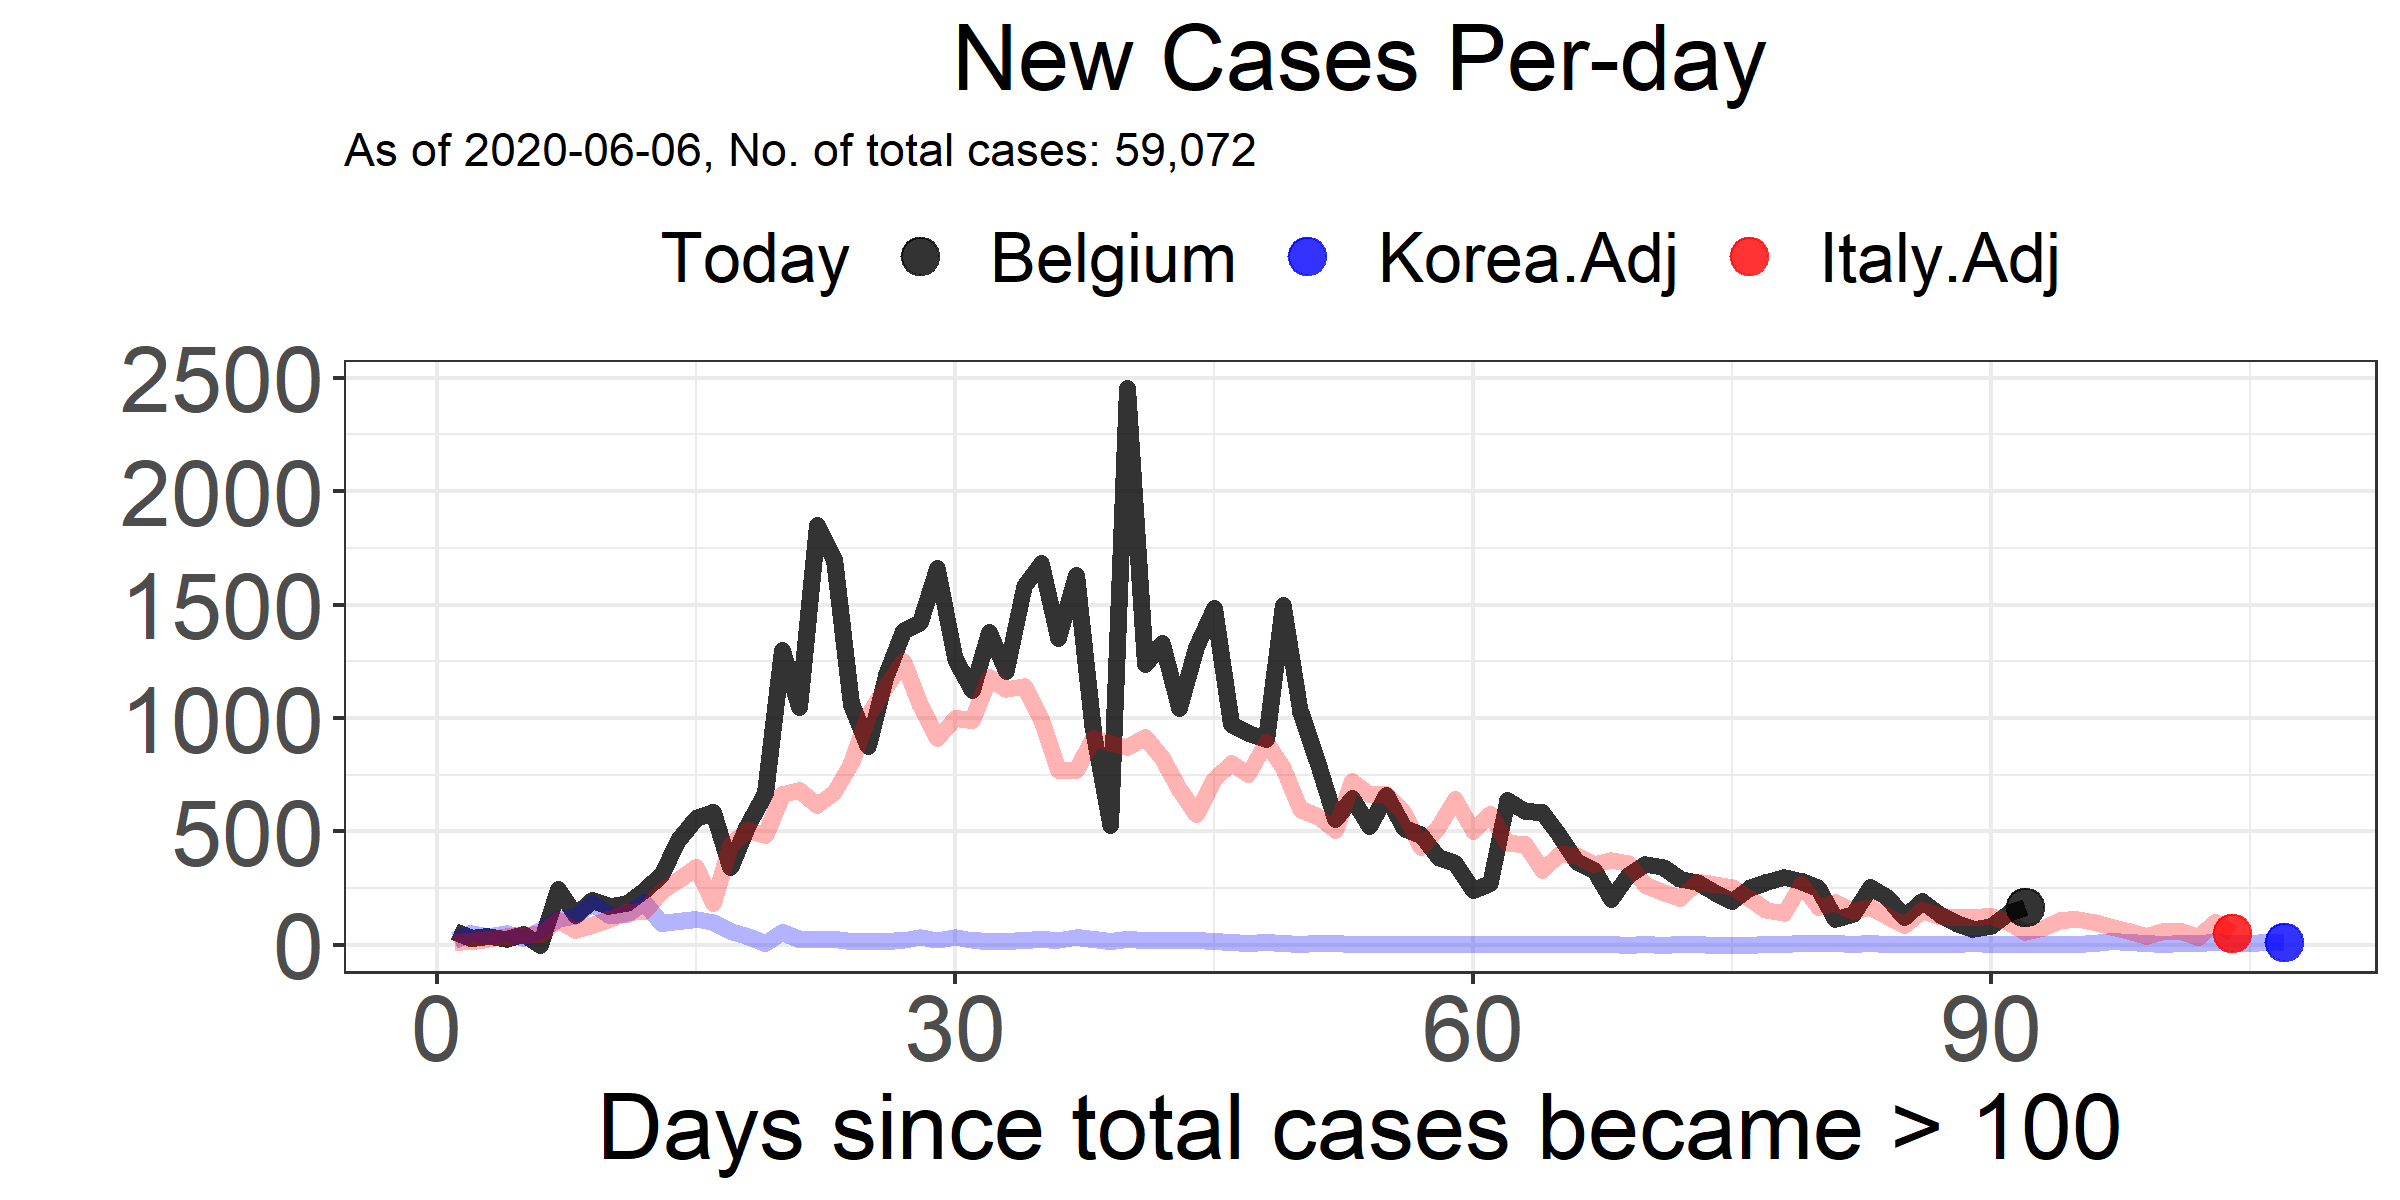 New Cases Per-day
As of 2020-06-06, No. of total cases: 59,072
Today Belgium Korea.Adj Italy.Adj
2500
2000
1500
1000
500
0
0 30 60 90
Days since total cases became > 100